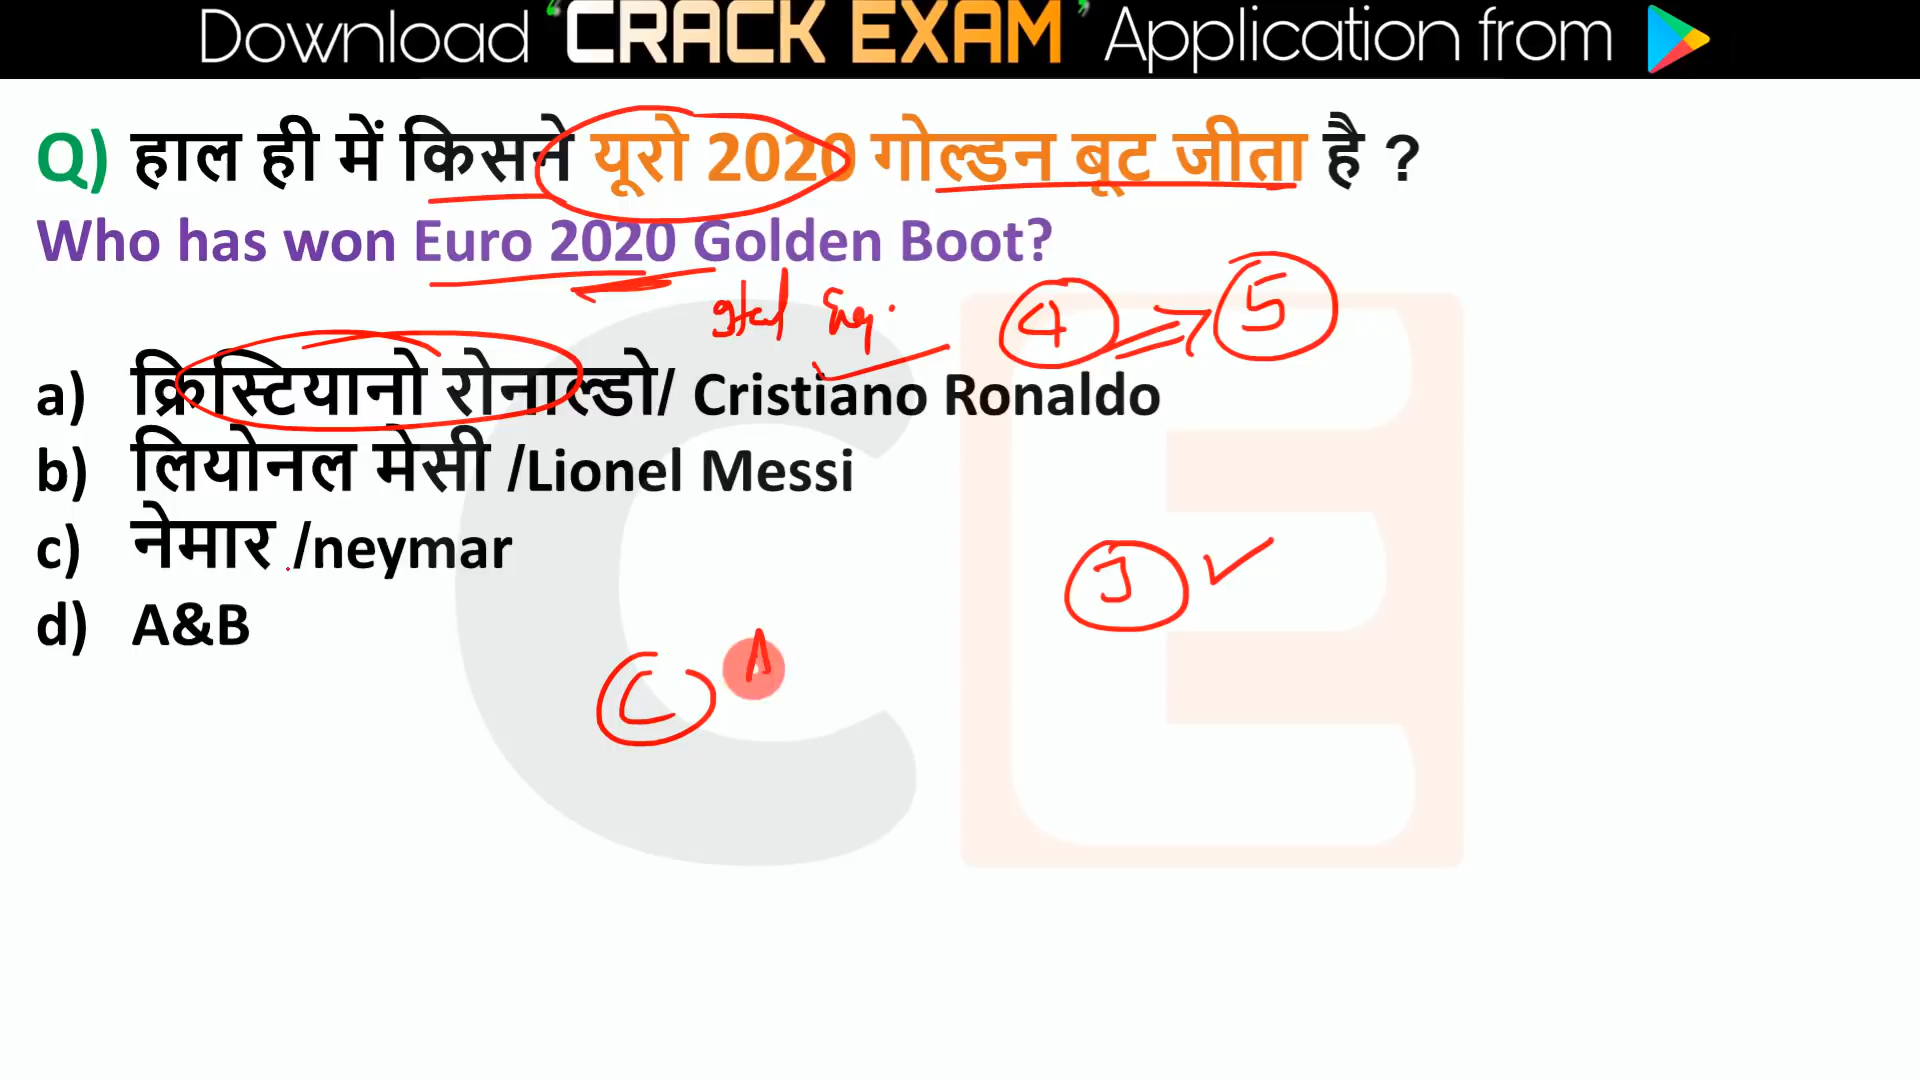 Download 'CRACK EXAM' Application from
Q) हाल ही में किसने यूरो 2020 गोल्डन बूट जीता है ?
Who has won Euro 2020 Golden Boot?
4 5
a) क्रिस्टियानो रोनाल्डो/ Cristiano Ronaldo
b) लियोनल मेसी /Lionel Messi
c) नेमार /neymar
d) A&B
C
CE